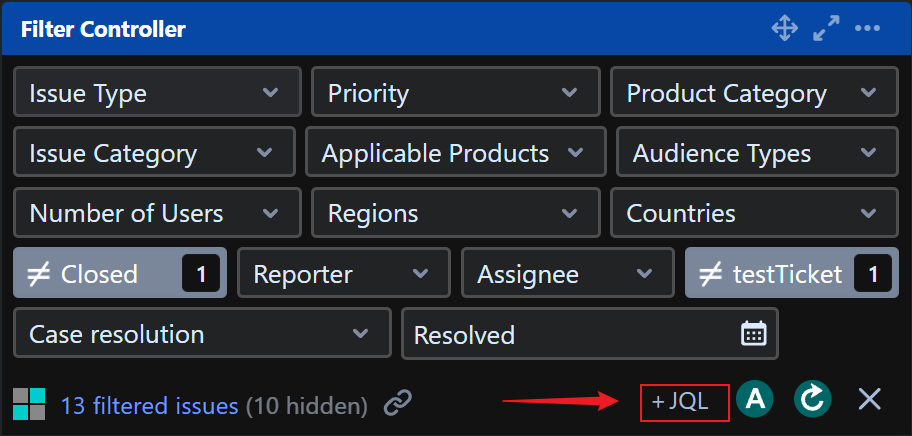 Filter Controller
Issue Type Priority Product Category
Issue Category Applicable Products Audience Types
Number of Users Regions Countries
≠ Closed 1 Reporter Assignee ≠ testTicket 1
Case resolution Resolved
13 filtered issues (10 hidden) +JQL A